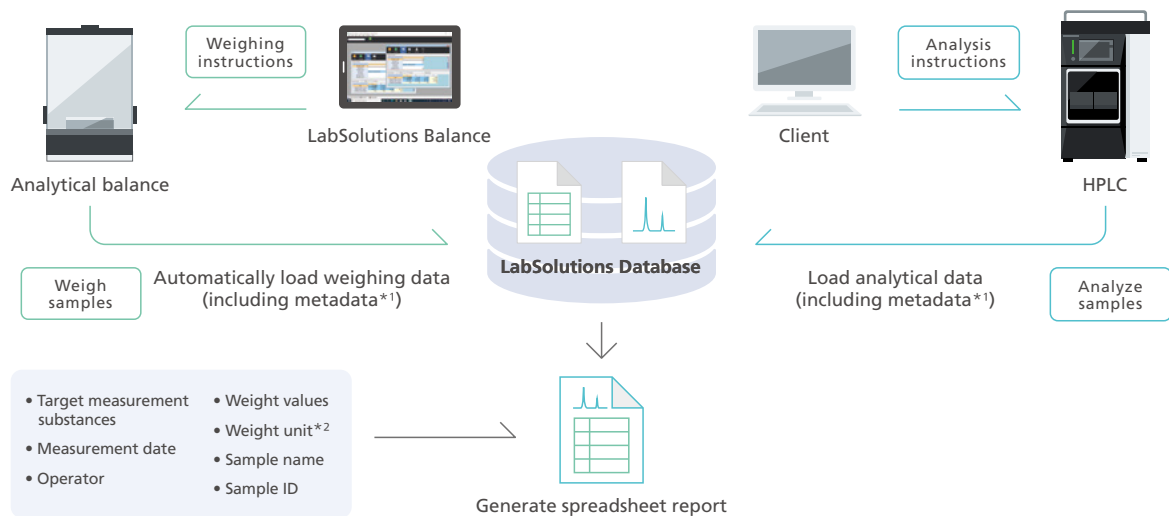 Weighing
instructions
LabSolutions Balance
Analytical balance
Analysis
instructions
Client
HPLC
LabSolutions Database
Weigh
samples
Automatically load weighing data
(including metadata*1)
Load analytical data
(including metadata*1)
Analyze
samples
• Target measurement
substances
• Measurement date
• Operator
• Weight values
• Weight unit*2
• Sample name
• Sample ID
Generate spreadsheet report